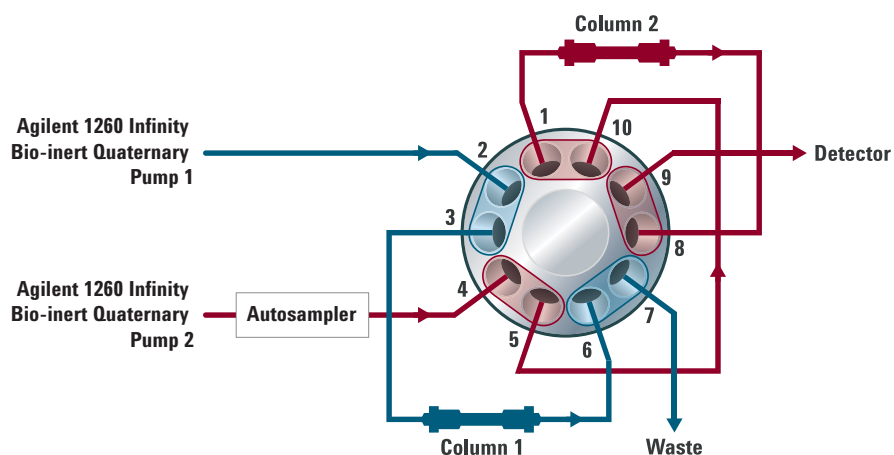 Column 2
Agilent 1260 Infinity
Bio-inert Quaternary
Pump 1
1
10
2
9
Detector
3
8
Agilent 1260 Infinity
Bio-inert Quaternary
Pump 2
Autosampler
4
7
5
6
Column 1
Waste